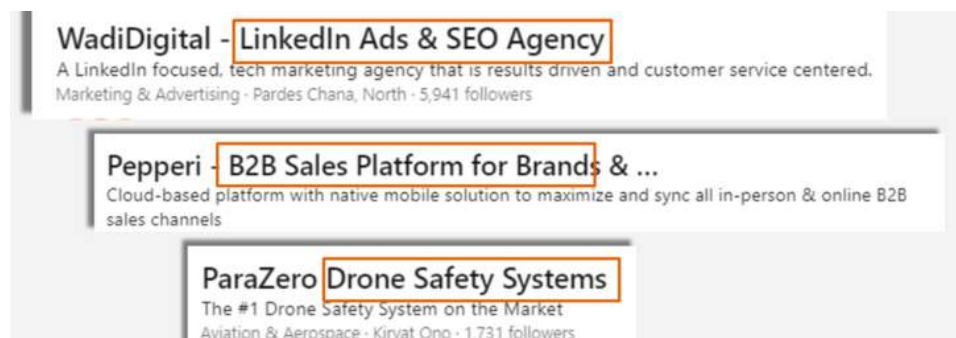 WadiDigital - LinkedIn Ads & SEO Agency
A LinkedIn focused, tech marketing agency that is results driven and customer service centered.
Marketing & Advertising · Pardes Chana, North · 5,941 followers
Pepperi - B2B Sales Platform for Brands & ...
Cloud-based platform with native mobile solution to maximize and sync all in-person & online B2B
sales channels
ParaZero Drone Safety Systems
The #1 Drone Safety System on the Market
Aviation & Aerospace · Kiryat Ono · 1,731 followers